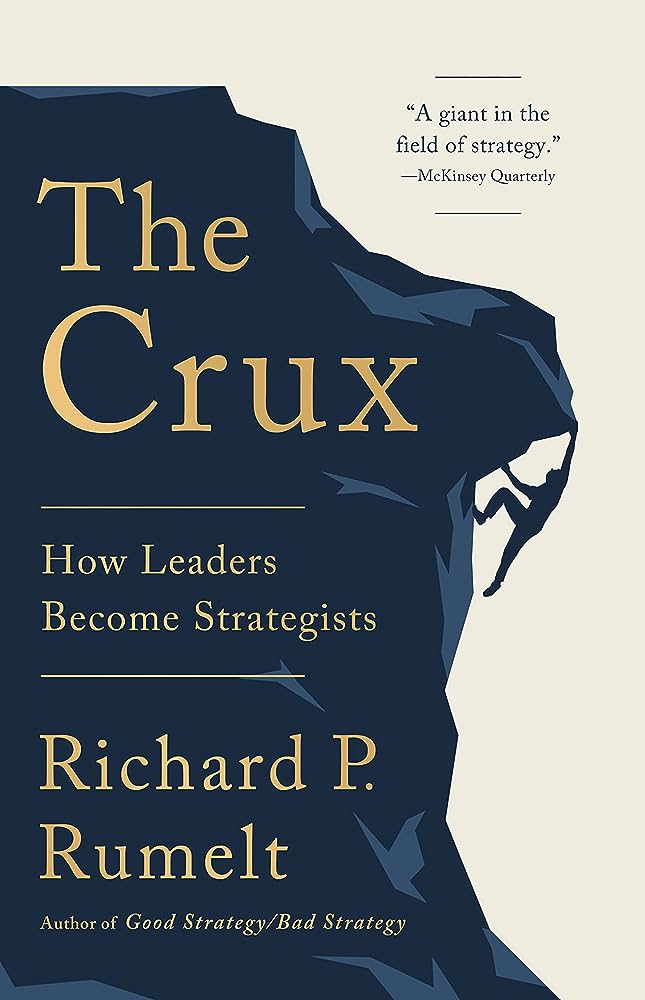 “A giant in the
field of strategy.”
—McKinsey Quarterly
The
Crux
How Leaders
Become Strategists
Richard P.
Rumelt
Author of Good Strategy/Bad Strategy